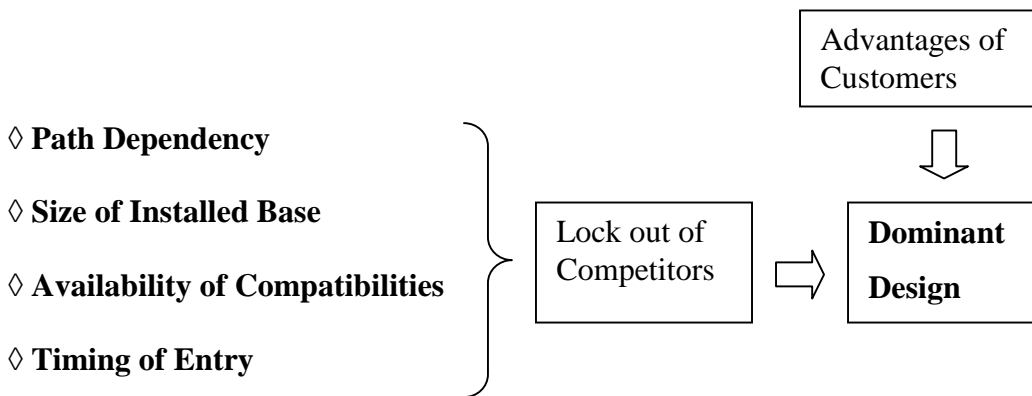 Advantages of
Customers
◊ Path Dependency
◊ Size of Installed Base
◊ Availability of Compatibilities
◊ Timing of Entry
Lock out of
Competitors
Dominant
Design